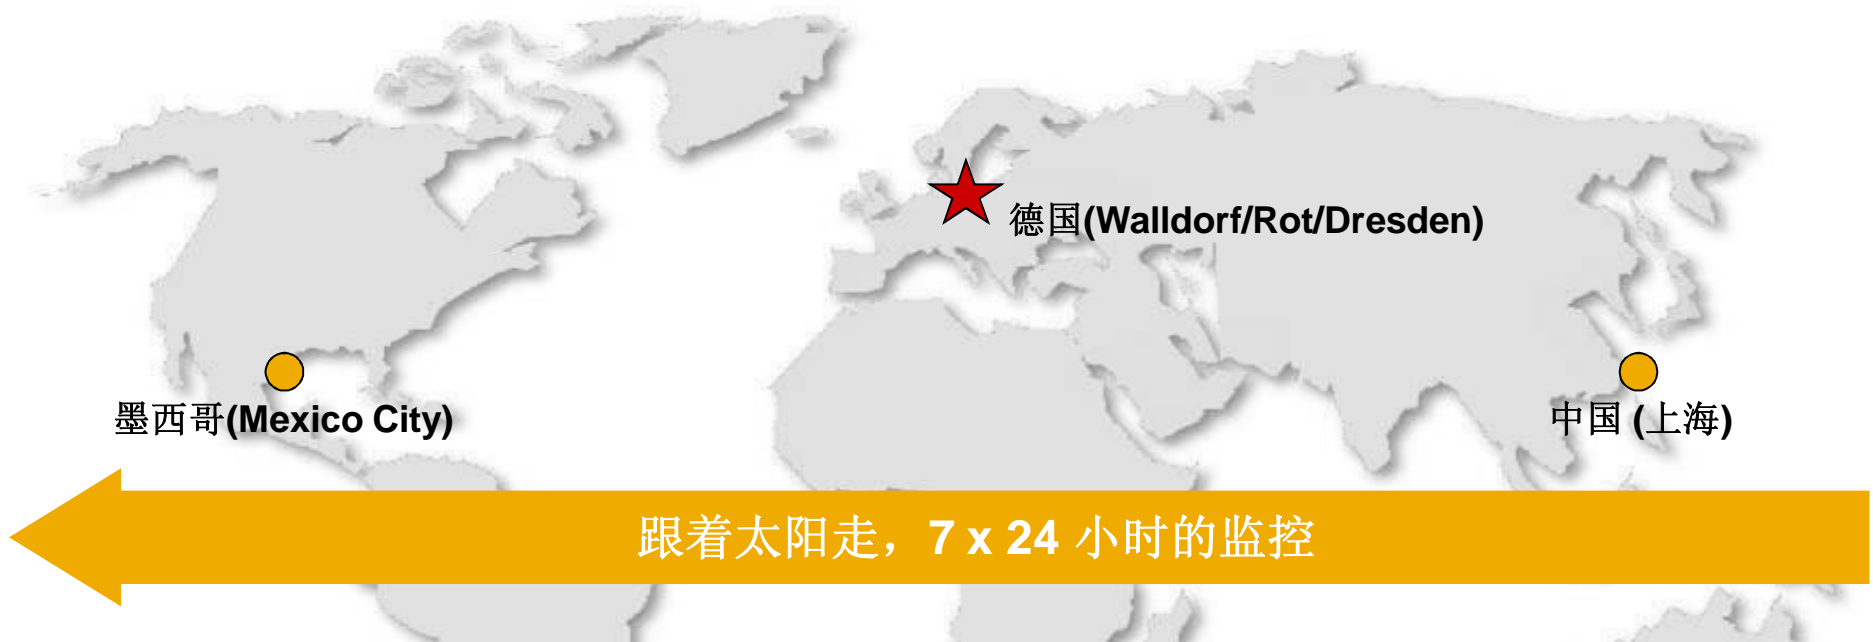 德国(Walldorf/Rot/Dresden)
墨西哥(Mexico City)
中国 (上海)
跟着太阳走，7 x 24 小时的监控